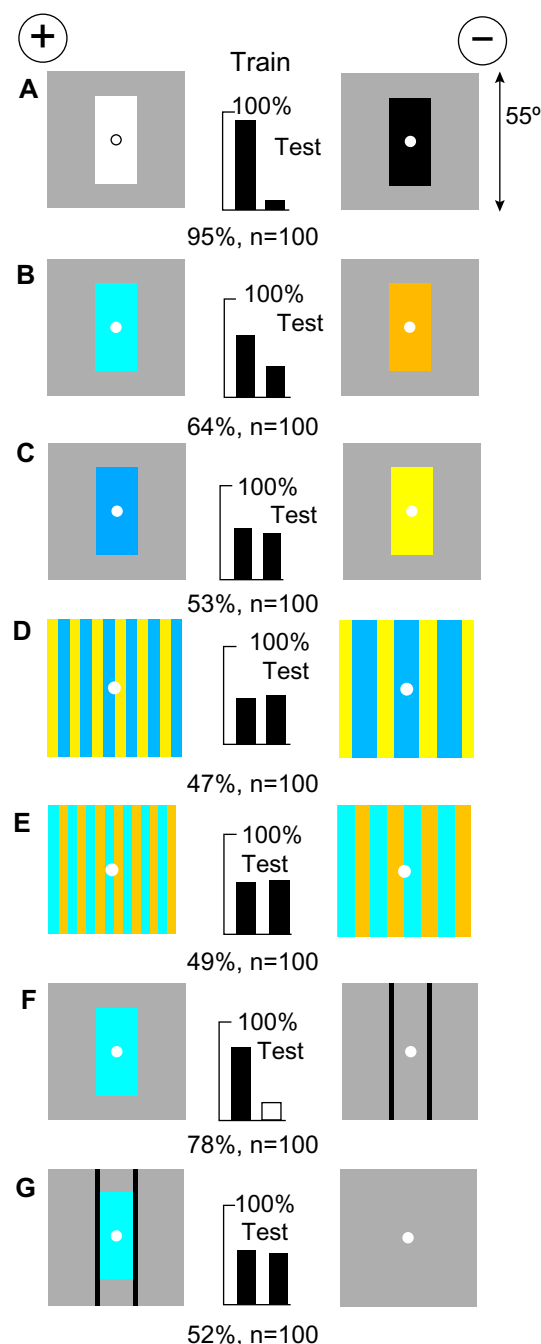 +
−
Train
A
100%
Test
55º
95%, n=100
B
100%
Test
64%, n=100
C
100%
Test
53%, n=100
D
100%
Test
47%, n=100
E
100%
Test
49%, n=100
F
100%
Test
78%, n=100
G
100%
Test
52%, n=100